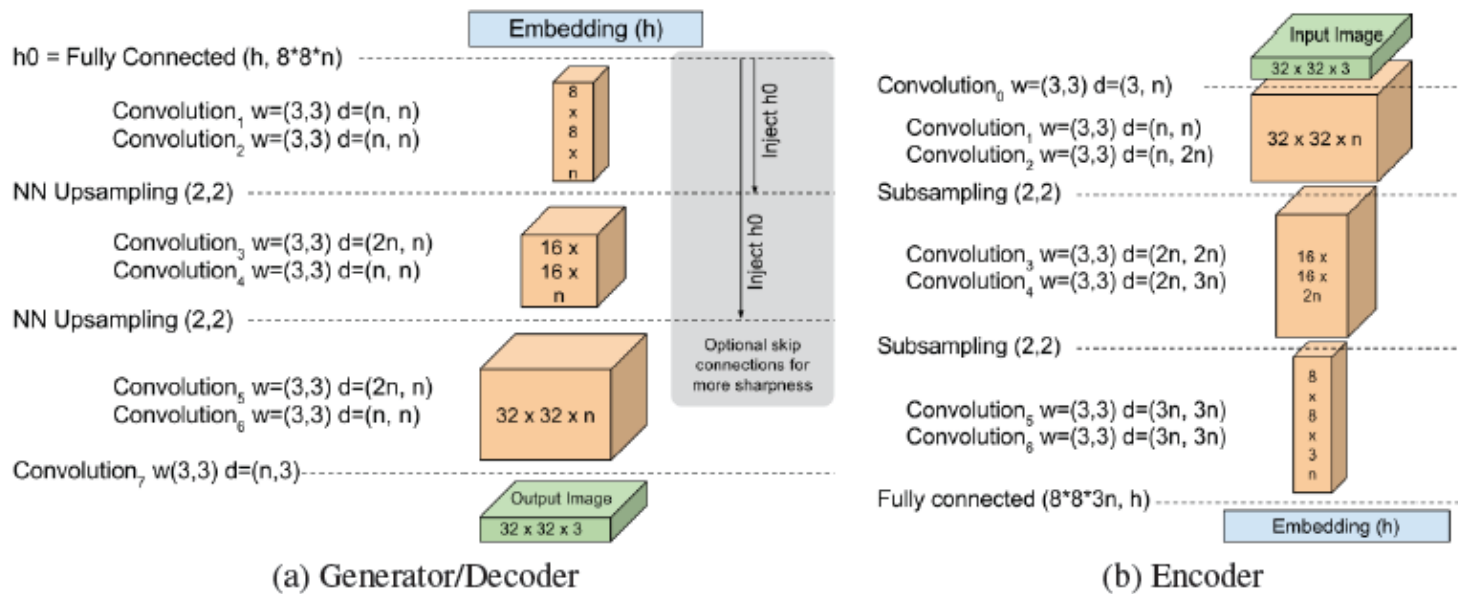 Embedding (h)
h0 = Fully Connected (h, 8*8*n)
Convolution₁ w=(3,3) d=(n, n)
Convolution₂ w=(3,3) d=(n, n)
8
x
8
x
n
Inject h0
NN Upsampling (2,2)
Convolution₃ w=(3,3) d=(2n, n)
Convolution₄ w=(3,3) d=(n, n)
16 x
16 x
n
Inject h0
NN Upsampling (2,2)
Optional skip
connections for
more sharpness
Convolution₅ w=(3,3) d=(2n, n)
Convolution₆ w=(3,3) d=(n, n)
32 x 32 x n
Convolution₇ w(3,3) d=(n,3)
Output Image
32 x 32 x 3
(a) Generator/Decoder
Input Image
32 x 32 x 3
Convolution₀ w=(3,3) d=(3, n)
Convolution₁ w=(3,3) d=(n, n)
Convolution₂ w=(3,3) d=(n, 2n)
32 x 32 x n
Subsampling (2,2)
Convolution₃ w=(3,3) d=(2n, 2n)
Convolution₄ w=(3,3) d=(2n, 3n)
16 x
16 x
2n
Subsampling (2,2)
Convolution₅ w=(3,3) d=(3n, 3n)
Convolution₆ w=(3,3) d=(3n, 3n)
8
x
8
x
3
n
Fully connected (8*8*3n, h)
Embedding (h)
(b) Encoder